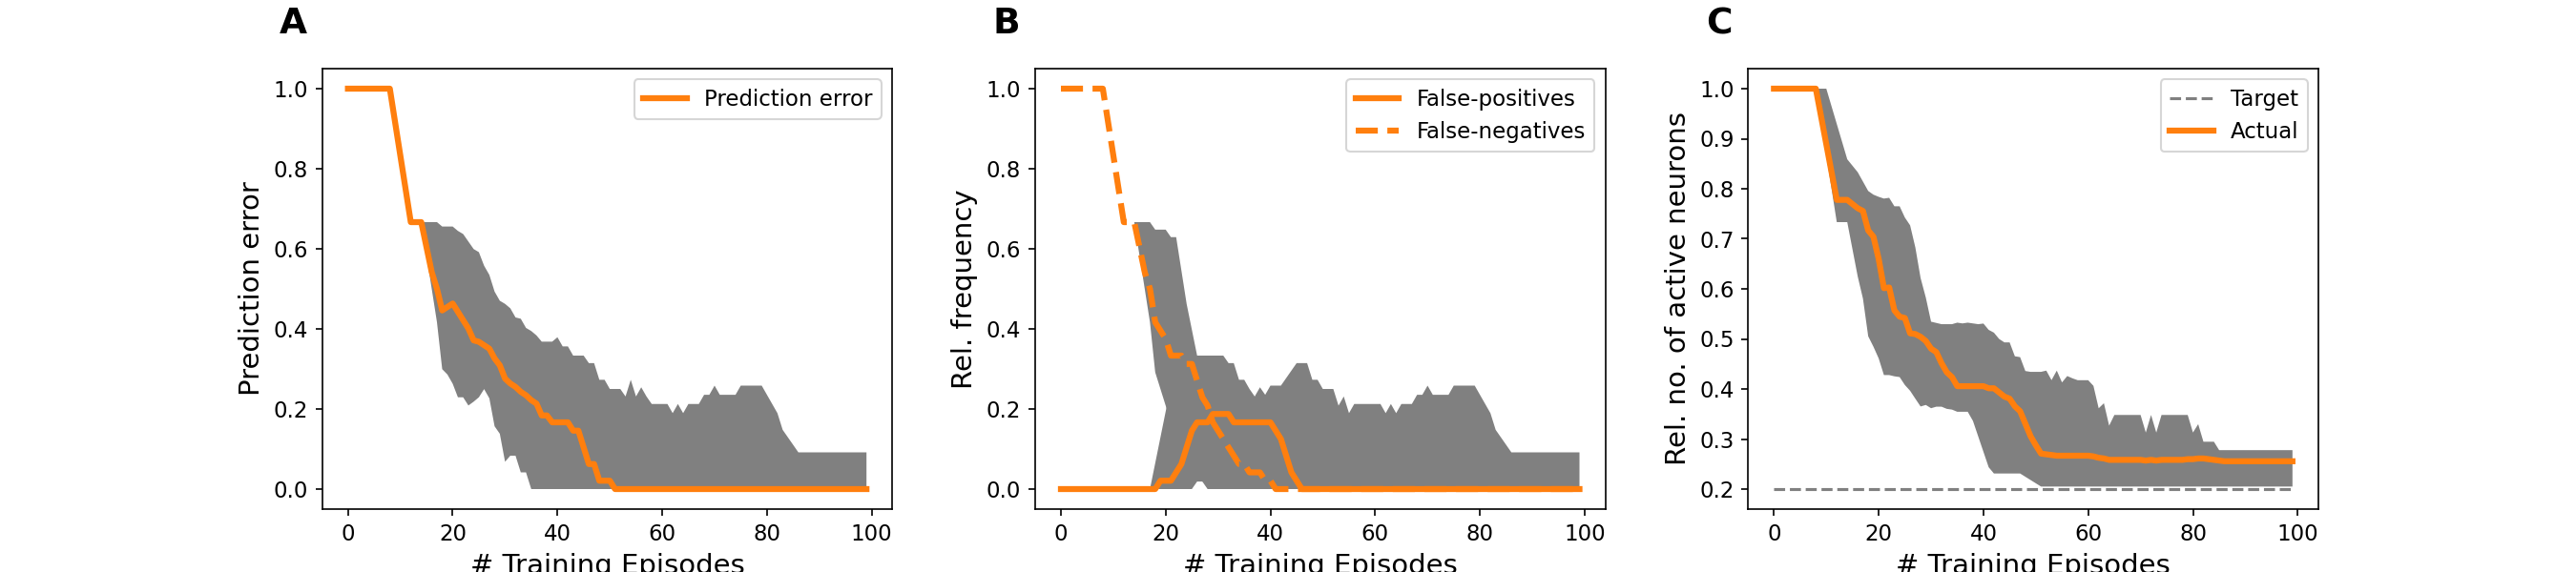 A
1.0
0.8
0.6
0.4
0.2
0.0
Prediction error
Prediction error
0 20 40 60 80 100
# Training Episodes
B
1.0
0.8
0.6
0.4
0.2
0.0
Rel. frequency
False-positives
False-negatives
0 20 40 60 80 100
# Training Episodes
C
1.0
0.9
0.8
0.7
0.6
0.5
0.4
0.3
0.2
Rel. no. of active neurons
Target
Actual
0 20 40 60 80 100
# Training Episodes